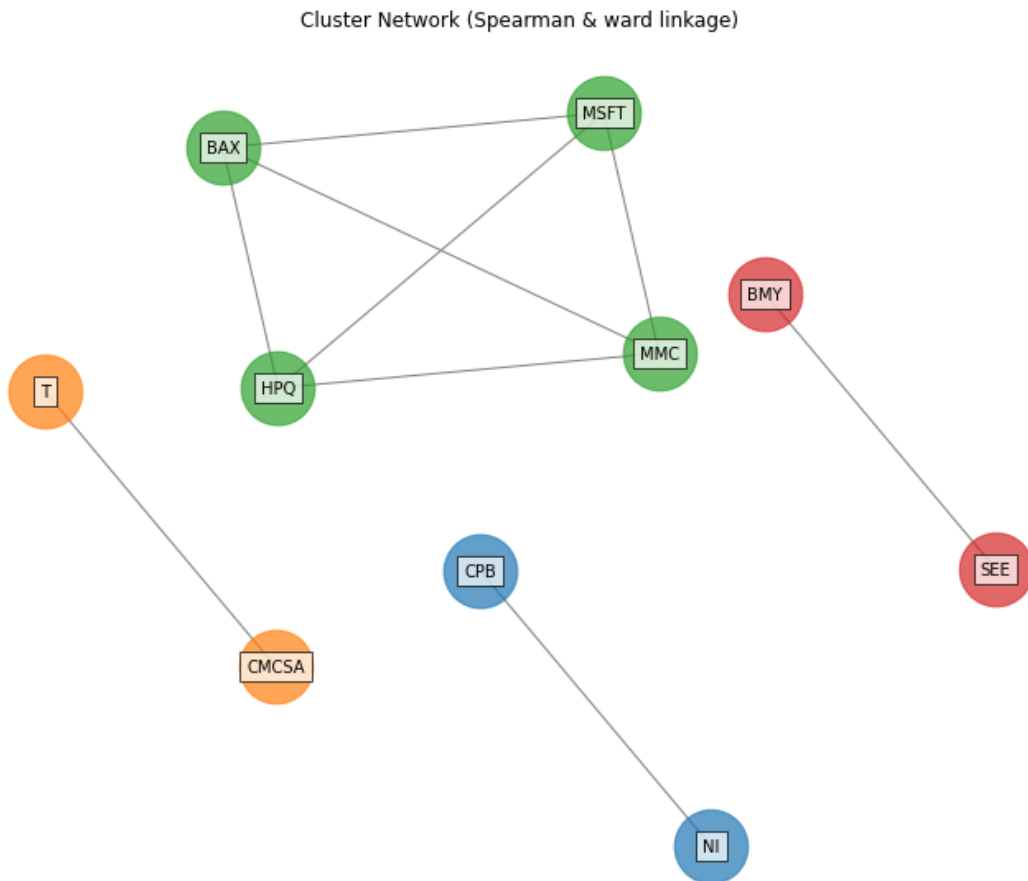 Cluster Network (Spearman & ward linkage)
MSFT
BAX
BMY
MMC
HPQ
T
CPB
SEE
CMCSA
NI